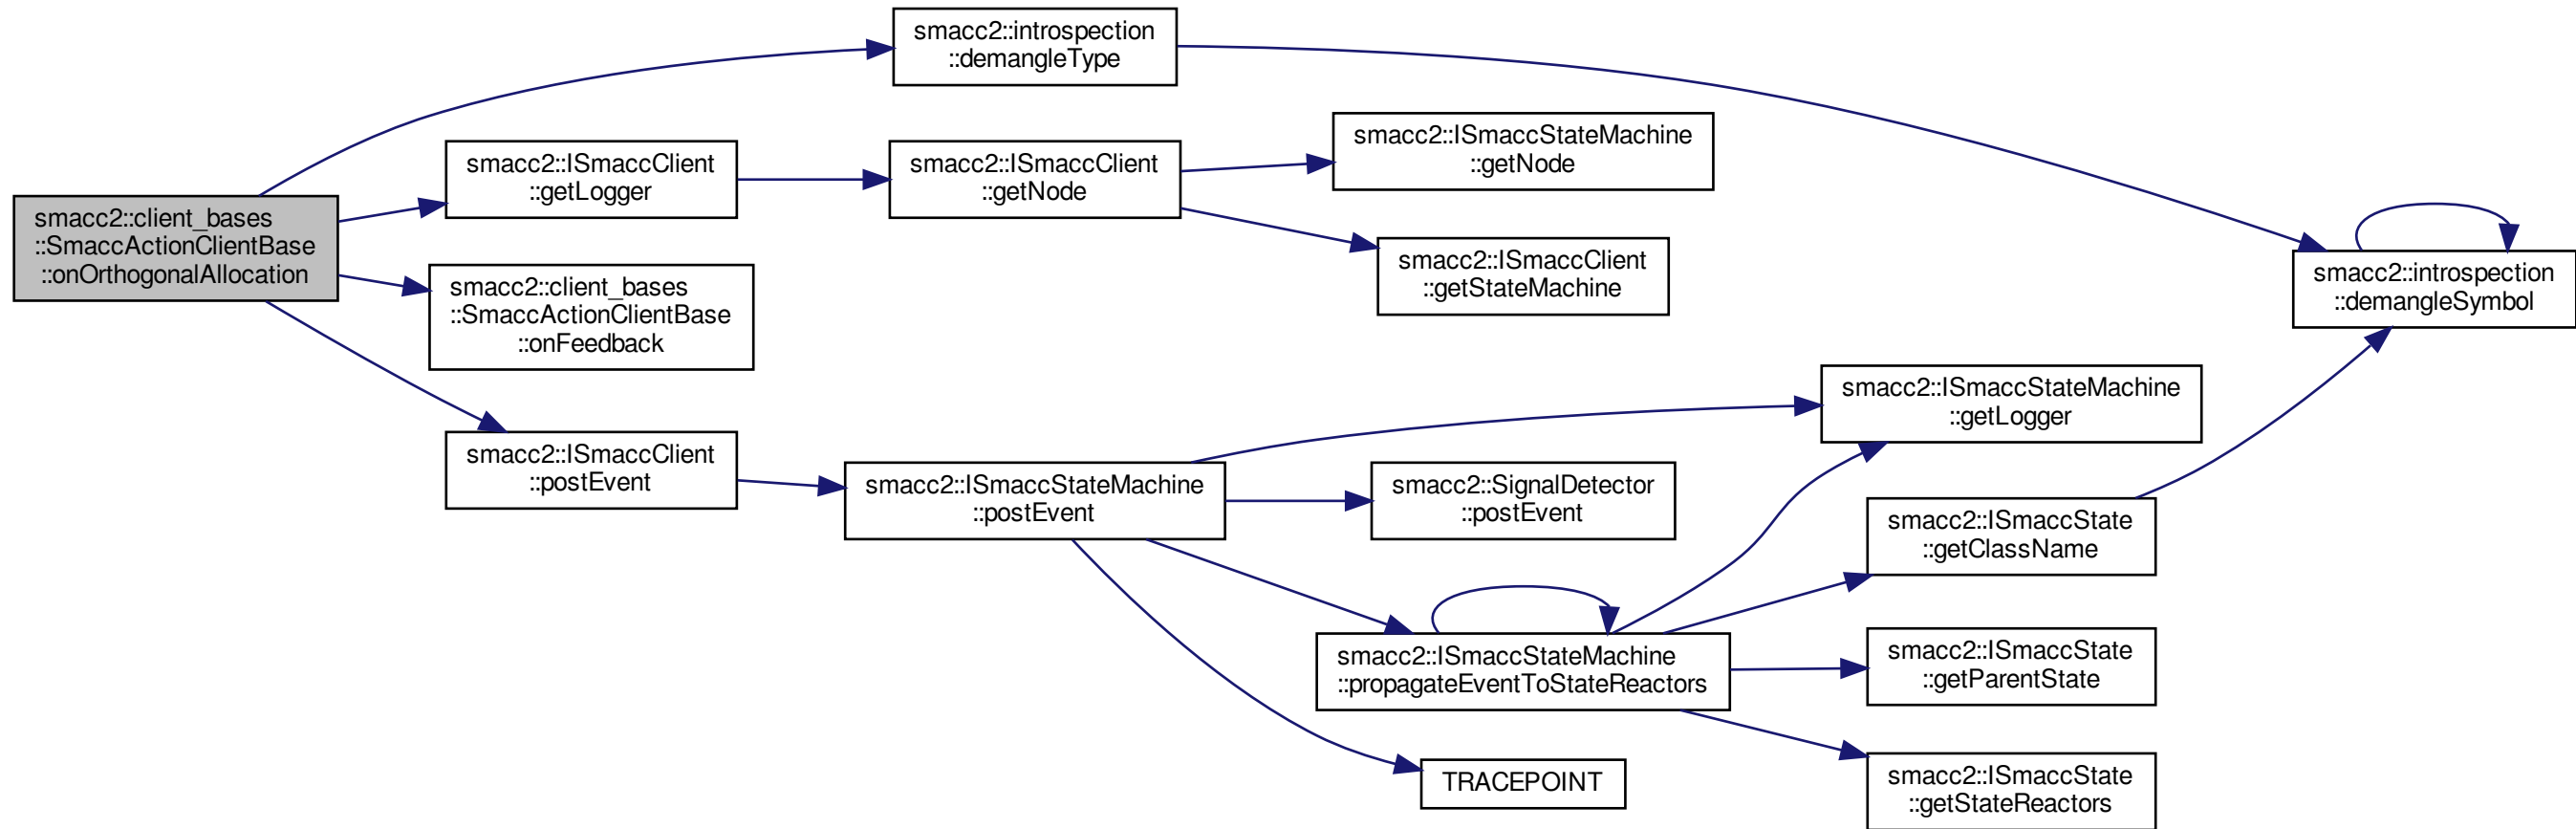 smacc2::introspection
::demangleType
smacc2::ISmaccStateMachine
::getNode
smacc2::ISmaccClient
::getLogger
smacc2::ISmaccClient
::getNode
smacc2::client_bases
::SmaccActionClientBase
::onOrthogonalAllocation
smacc2::ISmaccClient
::getStateMachine
smacc2::introspection
::demangleSymbol
smacc2::client_bases
::SmaccActionClientBase
::onFeedback
smacc2::ISmaccStateMachine
::getLogger
smacc2::ISmaccClient
::postEvent
smacc2::ISmaccStateMachine
::postEvent
smacc2::SignalDetector
::postEvent
smacc2::ISmaccState
::getClassName
smacc2::ISmaccStateMachine
::propagateEventToStateReactors
smacc2::ISmaccState
::getParentState
TRACEPOINT
smacc2::ISmaccState
::getStateReactors